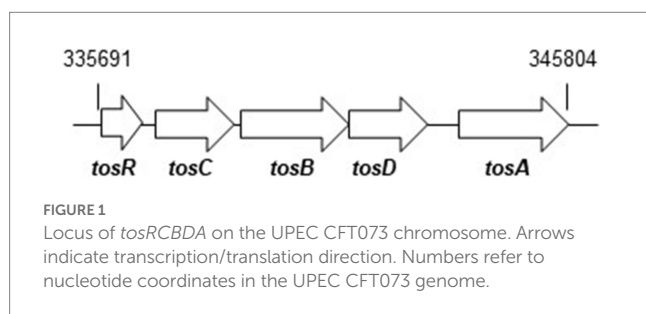 335691 345804
tosR tosC tosB tosD tosA
FIGURE 1
Locus of tosRCBDA on the UPEC CFT073 chromosome. Arrows
indicate transcription/translation direction. Numbers refer to
nucleotide coordinates in the UPEC CFT073 genome.